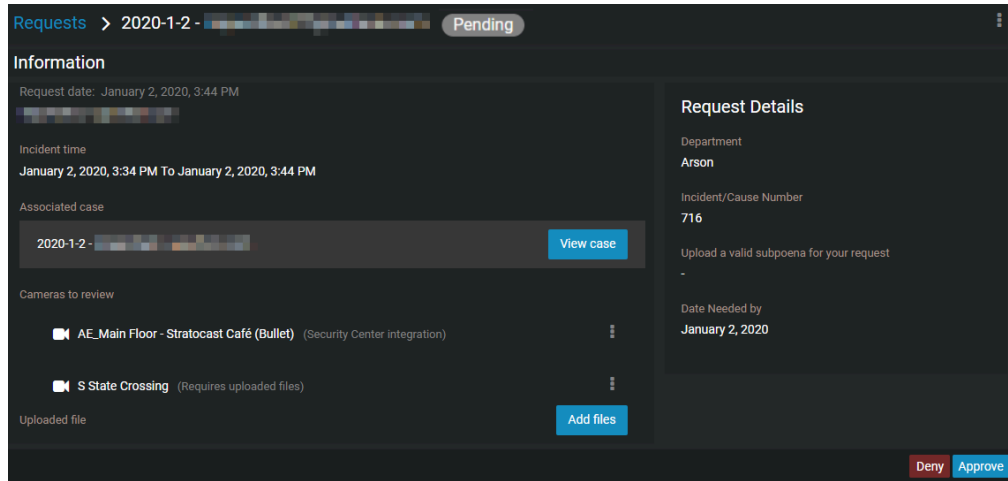 Requests > 2020-1-2 - Pending
Information
Request date: January 2, 2020, 3:44 PM
Incident time
January 2, 2020, 3:34 PM To January 2, 2020, 3:44 PM
Associated case
2020-1-2 - View case
Cameras to review
AE_Main Floor - Stratocast Café (Bullet) (Security Center integration)
S State Crossing (Requires uploaded files)
Uploaded file Add files
Request Details
Department
Arson
Incident/Cause Number
716
Upload a valid subpoena for your request
-
Date Needed by
January 2, 2020
Deny Approve